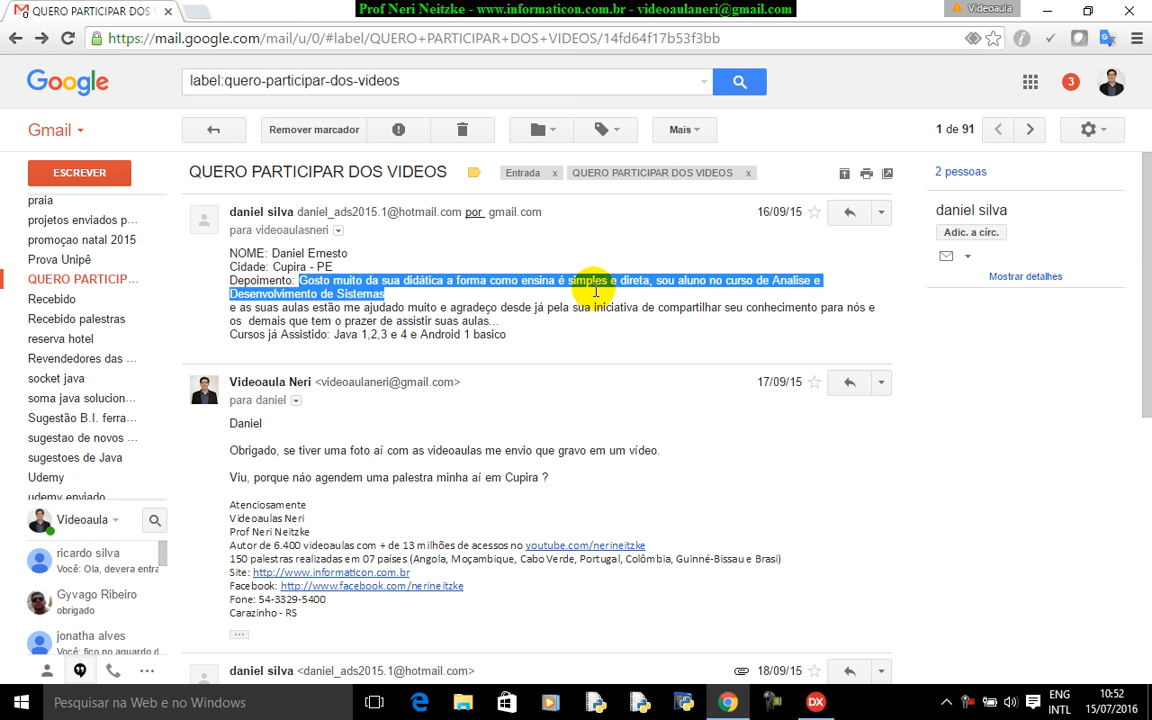 Prof Neri Neitzke - www.informaticon.com.br - videoaulaneri@gmail.com
QUERO PARTICIPAR DOS V
Videoaula
https://mail.google.com/mail/u/0/#label/QUERO+PARTICIPAR+DOS+VIDEOS/14fd64f17b53f3bb
Google
label:quero-participar-dos-videos
3
Gmail
Remover marcador
Mais
1 de 91
ESCREVER
praia
projetos enviados p...
promoçao natal 2015
Prova Unipê
QUERO PARTICIP...
Recebido
Recebido palestras
reserva hotel
Revendedores das ...
socket java
soma java solucion...
Sugestão B.I. ferra...
sugestao de novos ...
sugestoes de Java
Udemy
udemy enviado
Videoaula
ricardo silva
Você: Ola, devera entra
Gyvago Ribeiro
obrigado
jonatha alves
Você: fico no aguardo d
QUERO PARTICIPAR DOS VIDEOS
Entrada x
QUERO PARTICIPAR DOS VIDEOS x
daniel silva daniel_ads2015.1@hotmail.com por gmail.com
16/09/15
para videoaulasneri
NOME: Daniel Ernesto
Cidade: Cupira - PE
Depoimento: Gosto muito da sua didática a forma como ensina é simples e direta, sou aluno no curso de Analise e
Desenvolvimento de Sistemas
e as suas aulas estão me ajudado muito e agradeço desde já pela sua iniciativa de compartilhar seu conhecimento para nós e
os demais que tem o prazer de assistir suas aulas...
Cursos já Assistido: Java 1,2,3 e 4 e Android 1 basico
Videoaula Neri <videoaulaneri@gmail.com>
17/09/15
para daniel
Daniel
Obrigado, se tiver uma foto aí com as videoaulas me envio que gravo em um vídeo.
Viu, porque não agendem uma palestra minha aí em Cupira ?
Atenciosamente
Videoaulas Neri
Prof Neri Neitzke
Autor de 6.400 videoaulas com + de 13 milhões de acessos no youtube.com/nerineitzke
150 palestras realizadas em 07 países (Angola, Moçambique, Cabo Verde, Portugal, Colômbia, Guinné-Bissau e Brasi)
Site: http://www.informaticon.com.br
Facebook: http://www.facebook.com/nerineitzke
Fone: 54-3329-5400
Carazinho - RS
...
daniel silva <daniel_ads2015.1@hotmail.com>
18/09/15
2 pessoas
daniel silva
Adic. a círc.
Mostrar detalhes
Pesquisar na Web e no Windows
DX
ENG
INTL
10:52
15/07/2016